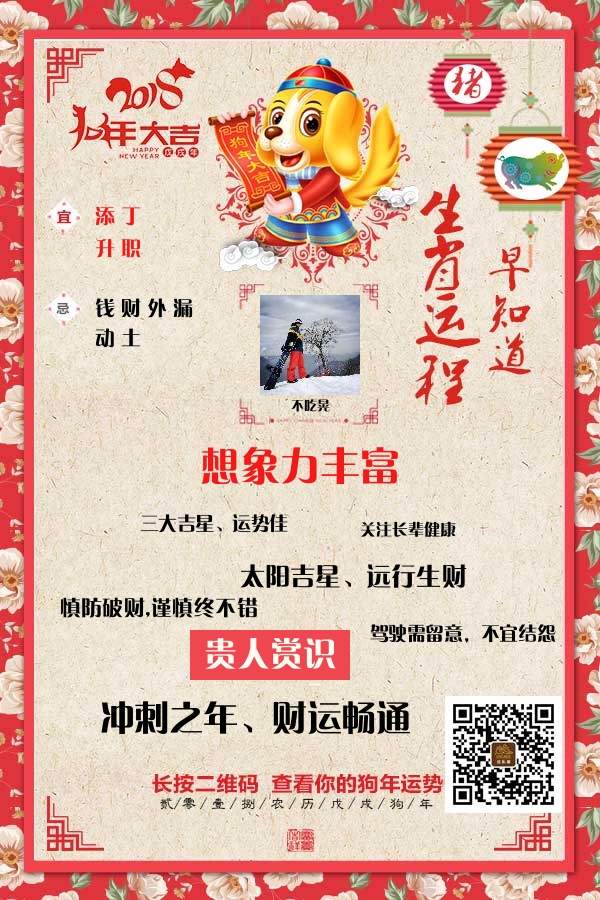 2018
狗年大吉
HAPPY
NEW YEAR
戊戌年
狗年大吉
猪
生肖运程
早知道
宜
添丁
升职
忌
钱财外漏
动土
不吃晃
HAPPY CHINESE NEW YEAR
想象力丰富
三大吉星、运势佳
关注长辈健康
太阳吉星、远行生财
慎防破财,谨慎终不错
驾驶需留意，不宜结怨
贵人赏识
冲刺之年、财运畅通
长按二维码 查看你的狗年运势
贰/零/壹/捌/农/历/戊/戌/狗/年